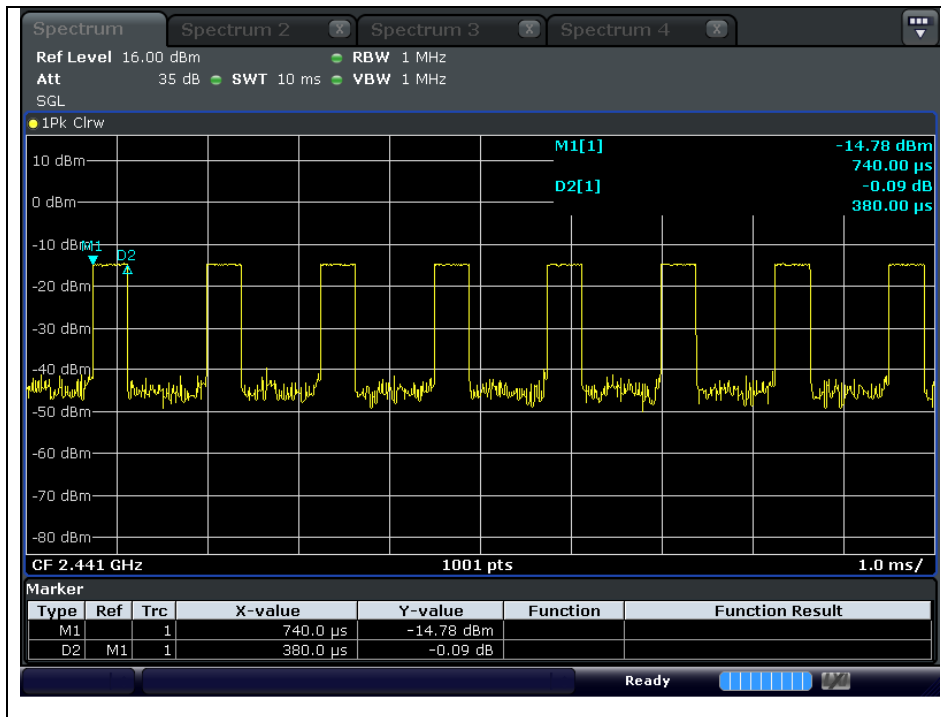 Spectrum Spectrum 2 X Spectrum 3 X Spectrum 4 X
Ref Level 16.00 dBm RBW 1 MHz
Att 35 dB SWT 10 ms VBW 1 MHz
SGL
1Pk Clrw
M1[1] -14.78 dBm
740.00 µs
D2[1] -0.09 dB
380.00 µs
10 dBm
0 dBm
-10 dBm
M1
D2
-20 dBm
-30 dBm
-40 dBm
-50 dBm
-60 dBm
-70 dBm
-80 dBm
CF 2.441 GHz 1001 pts 1.0 ms/
Marker
Type Ref Trc X-value Y-value Function Function Result
M1 1 740.0 µs -14.78 dBm
D2 M1 1 380.0 µs -0.09 dB
Ready